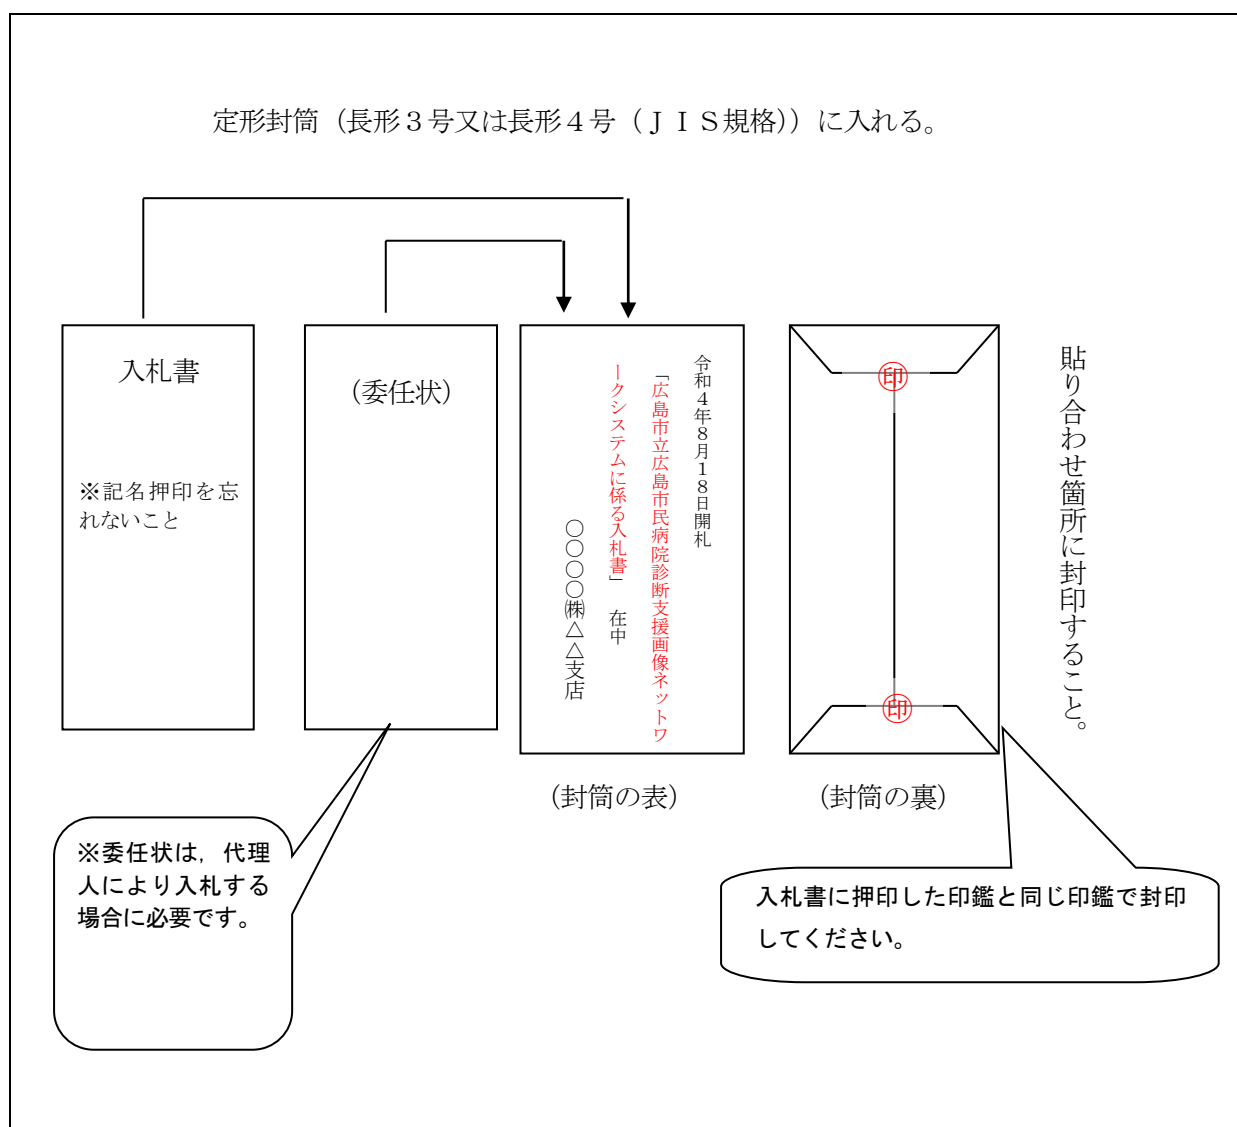 定形封筒（長形３号又は長形４号（ＪＩＳ規格））に入れる。
入札書
※記名押印を忘
れないこと
（委任状）
令和４年８月１８日開札
「広島市立広島市民病院診断支援画像ネットワ
ークシステムに係る入札書」　在中
〇〇〇〇㈱△△支店
（封筒の表）
印
印
（封筒の裏）
貼り合わせ箇所に封印すること。
※委任状は，代理
人により入札する
場合に必要です。
入札書に押印した印鑑と同じ印鑑で封印
してください。